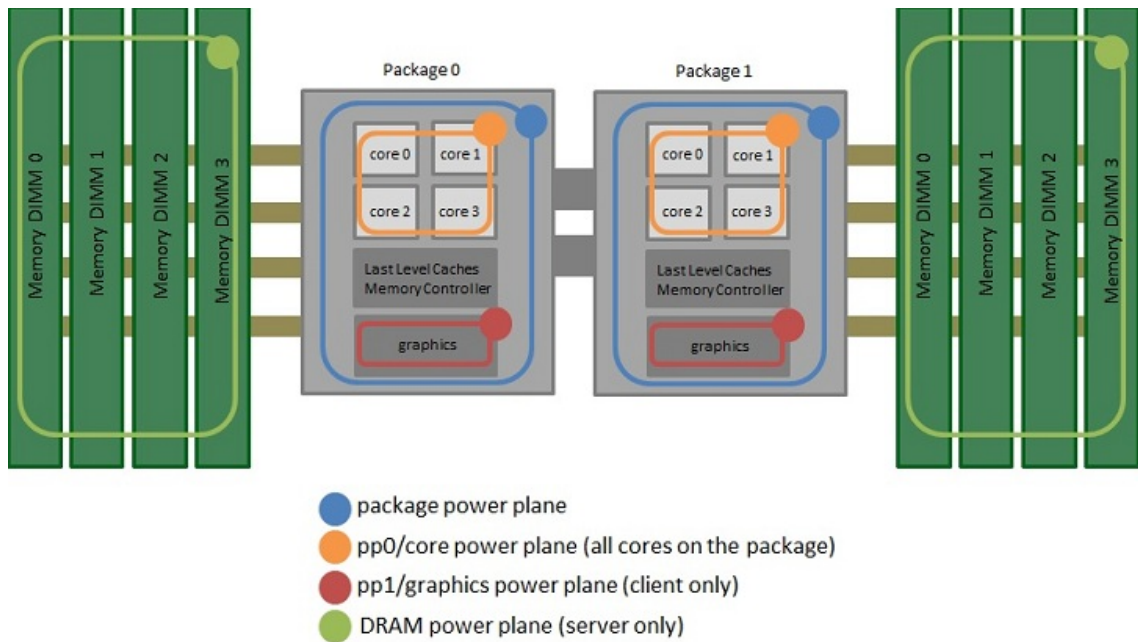 Package 0
Package 1
Memory DIMM 0
Memory DIMM 1
Memory DIMM 2
Memory DIMM 3
core 0
core 1
core 2
core 3
Last Level Caches
Memory Controller
graphics
core 0
core 1
core 2
core 3
Last Level Caches
Memory Controller
graphics
Memory DIMM 0
Memory DIMM 1
Memory DIMM 2
Memory DIMM 3
package power plane
pp0/core power plane (all cores on the package)
pp1/graphics power plane (client only)
DRAM power plane (server only)